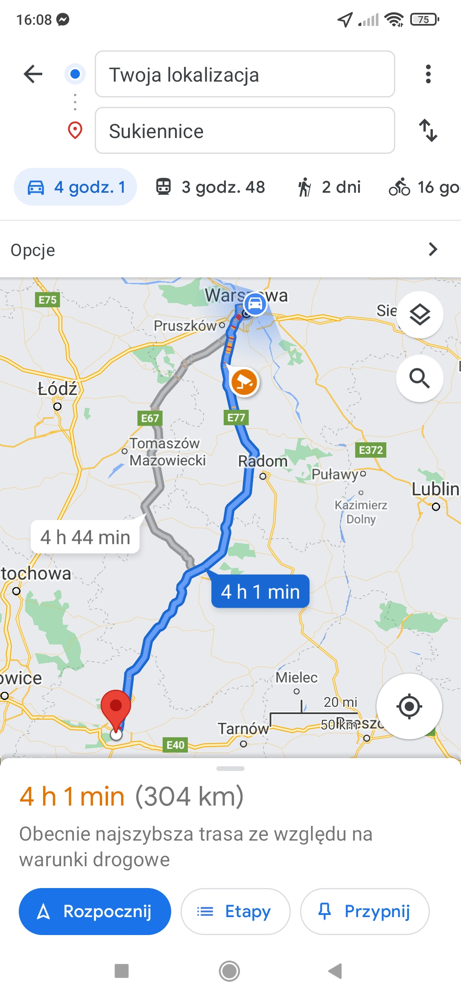 16:08
75
Twoja lokalizacja
Sukiennice
4 godz. 1
3 godz. 48
2 dni
16 go
Opcje
Warszawa
E75
Sie
Pruszków
Łódź
E67
E77
Tomaszów
Mazowiecki
E372
Radom
Puławy
Lublin
Kazimierz
Dolny
4 h 44 min
tochowa
4 h 1 min
owice
Mielec
20 mi
50 km
Rzeszo
Tarnów
E40
4 h 1 min (304 km)
Obecnie najszybsza trasa ze względu na
warunki drogowe
Rozpocznij
Etapy
Przypnij